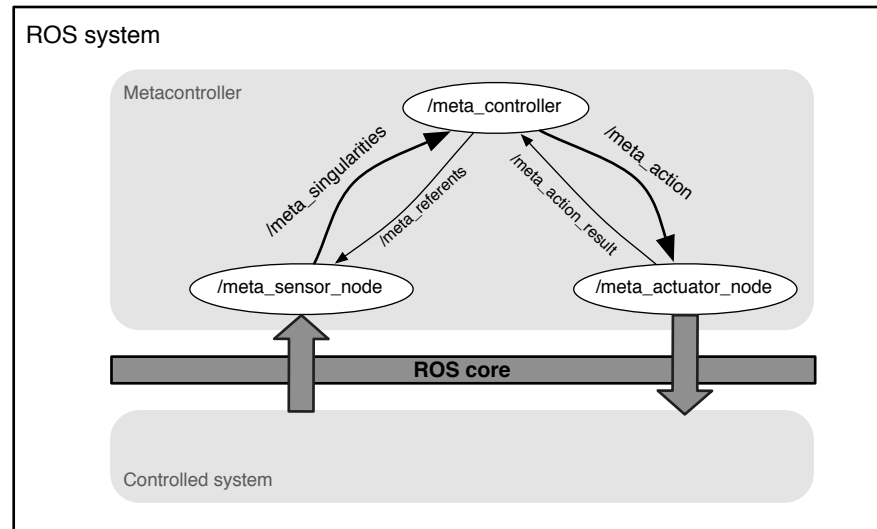 ROS system
Metacontroller
/meta_controller
/meta_singularities
/meta_referents
/meta_action_result
/meta_action
/meta_sensor_node
/meta_actuator_node
ROS core
Controlled system